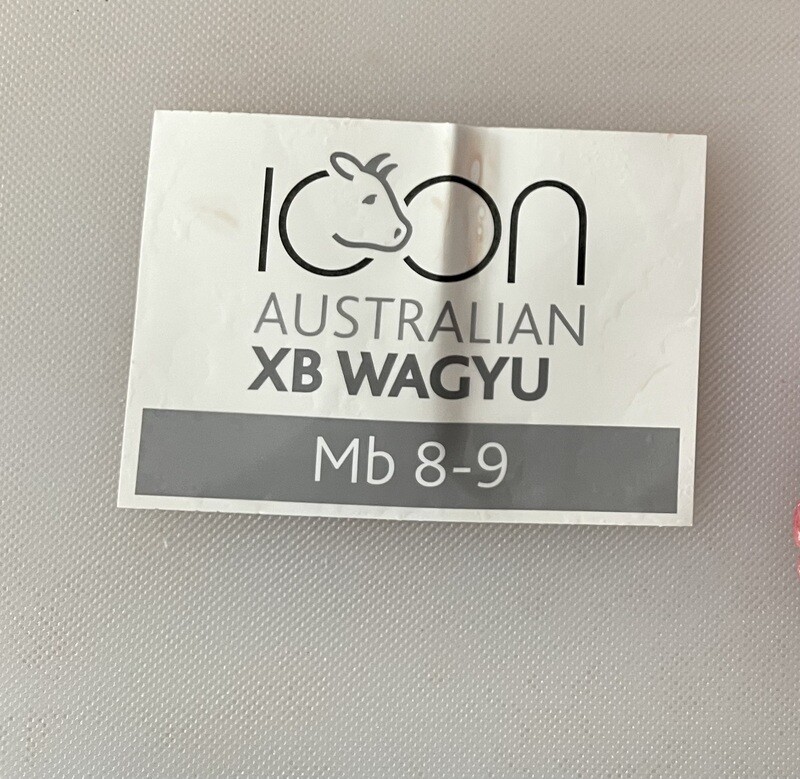 ICON
AUSTRALIAN
XB WAGYU
Mb 8-9